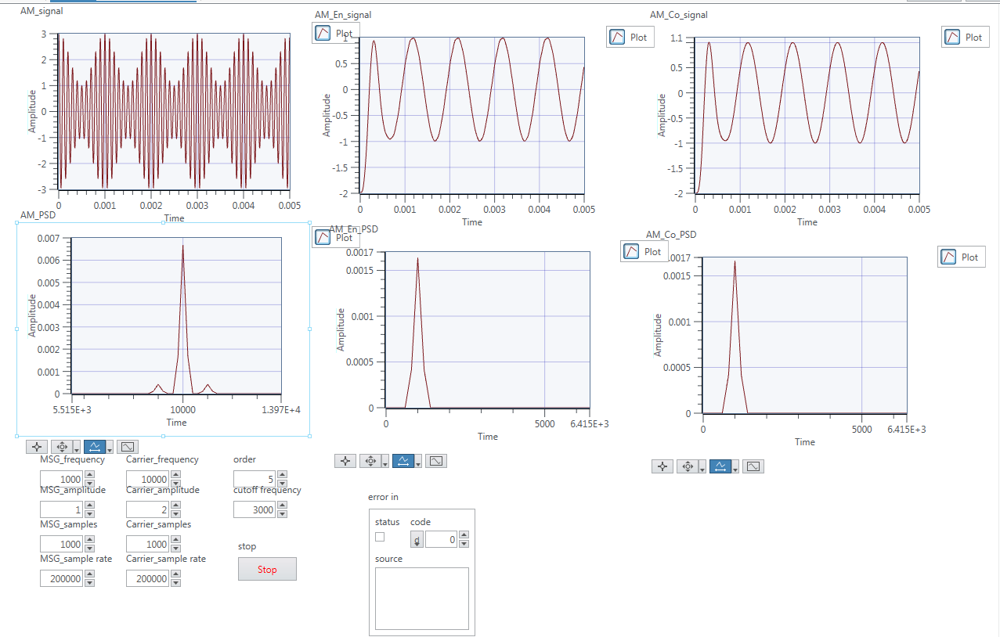 AM_signal
3
2
1
0
-1
-2
-3
Amplitude
0 0.001 0.002 0.003 0.004 0.005
Time
AM_En_signal
Plot
1
0.5
0
-0.5
-1
-1.5
-2
Amplitude
0 0.001 0.002 0.003 0.004 0.005
Time
Plot
AM_Co_signal
1.1
0.5
0
-0.5
-1
-1.5
-2
Amplitude
0 0.001 0.002 0.003 0.004 0.005
Time
Plot
AM_PSD
0.007
0.006
0.005
0.004
0.003
0.002
0.001
0
Amplitude
5.515E+3 10000 1.397E+4
Time
Plot
AM_En_PSD
0.0017
0.0015
0.001
0.0005
0
Amplitude
0 5000 6.415E+3
Time
Plot
AM_Co_PSD
0.0017
0.0015
0.001
0.0005
0
Amplitude
0 5000 6.415E+3
Time
Plot
MSG_frequency Carrier_frequency order
1000 10000 5
MSG_amplitude Carrier_amplitude cutoff frequency
1 2 3000
MSG_samples Carrier_samples
1000 1000
MSG_sample rate Carrier_sample rate
200000 200000
stop
Stop
error in
status code
d 0
source